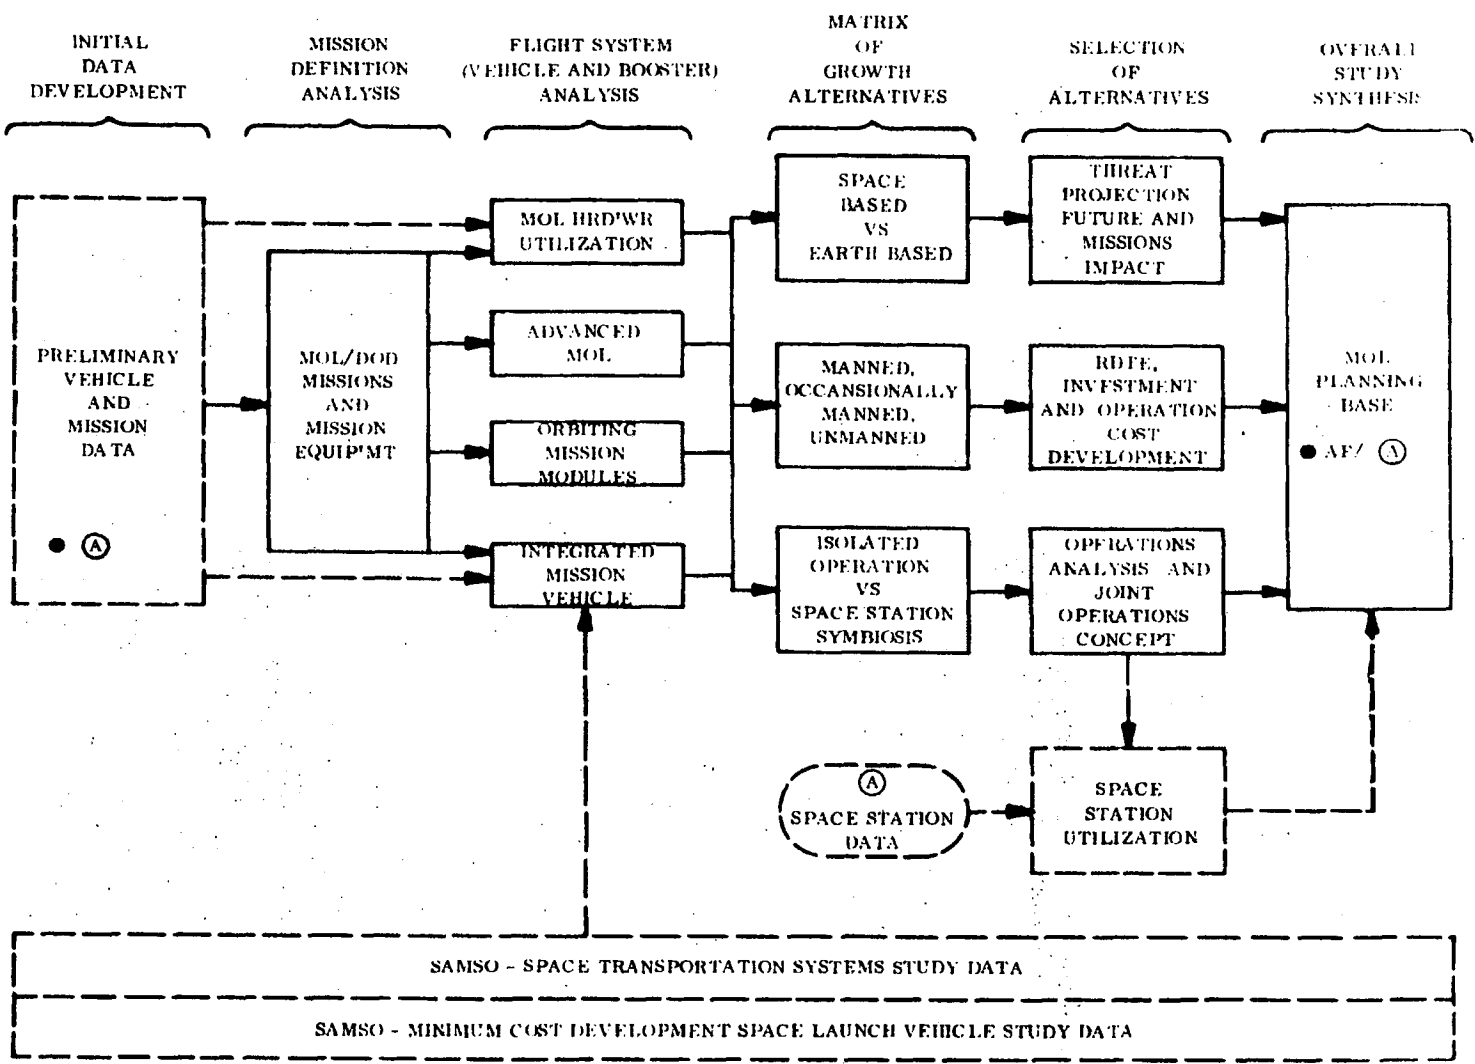 INITIAL
DATA
DEVELOPMENT
MISSION
DEFINITION
ANALYSIS
FLIGHT SYSTEM
(VEHICLE AND BOOSTER)
ANALYSIS
MATRIX
OF
GROWTH
ALTERNATIVES
SELECTION
OF
ALTERNATIVES
OVERALL
STUDY
SYNTHESIS
PRELIMINARY
VEHICLE
AND
MISSION
DATA
● Ⓐ
MOL/DOD
MISSIONS
AND
MISSION
EQUIP'MT
MOL HRD'WR
UTILIZATION
ADVANCED
MOL
ORBITING
MISSION
MODULES
INTEGRATED
MISSION
VEHICLE
SPACE
BASED
VS
EARTH BASED
MANNED,
OCCANSIONALLY
MANNED,
UNMANNED
ISOLATED
OPERATION
VS
SPACE STATION
SYMBIOSIS
THREAT
PROJECTION
FUTURE AND
MISSIONS
IMPACT
RDTE,
INVESTMENT
AND OPERATION
COST
DEVELOPMENT
OPERATIONS
ANALYSIS AND
JOINT
OPERATIONS
CONCEPT
MOL
PLANNING
BASE
● AF/ Ⓐ
Ⓐ
SPACE STATION
DATA
SPACE
STATION
UTILIZATION
SAMSO - SPACE TRANSPORTATION SYSTEMS STUDY DATA
SAMSO - MINIMUM COST DEVELOPMENT SPACE LAUNCH VEHICLE STUDY DATA